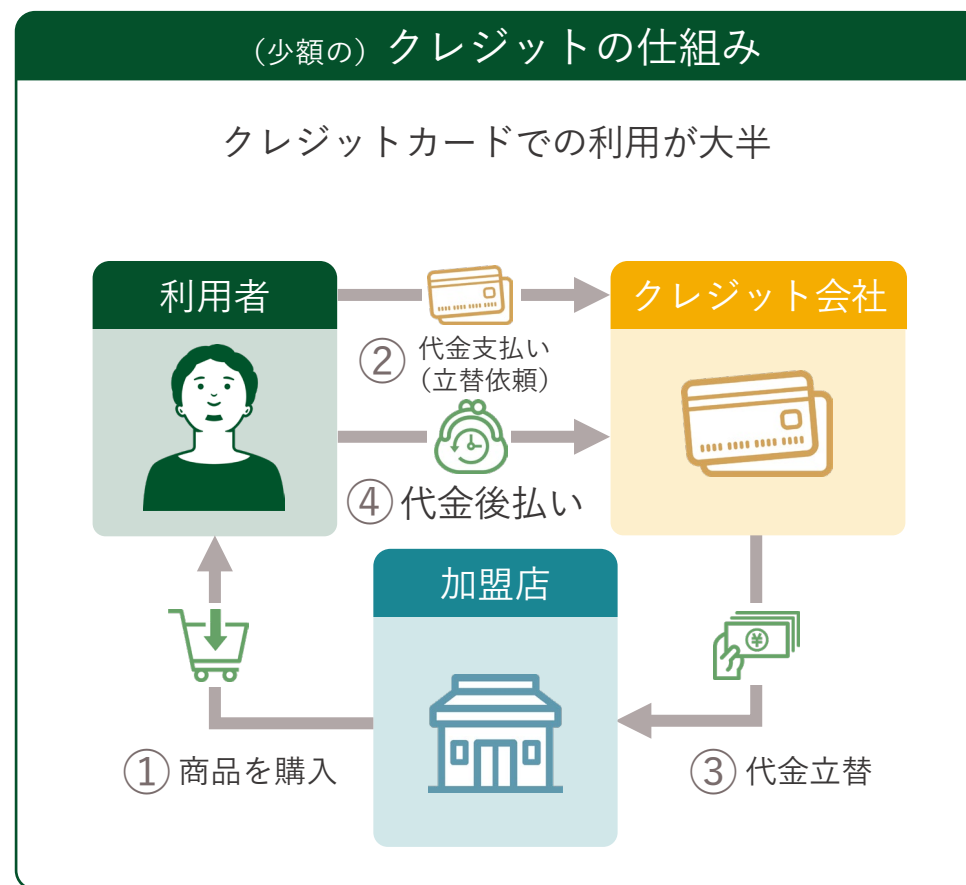 （少額の）クレジットの仕組み
クレジットカードでの利用が大半
利用者
クレジット会社
② 代金支払い
（立替依頼）
④ 代金後払い
加盟店
¥
① 商品を購入
③ 代金立替